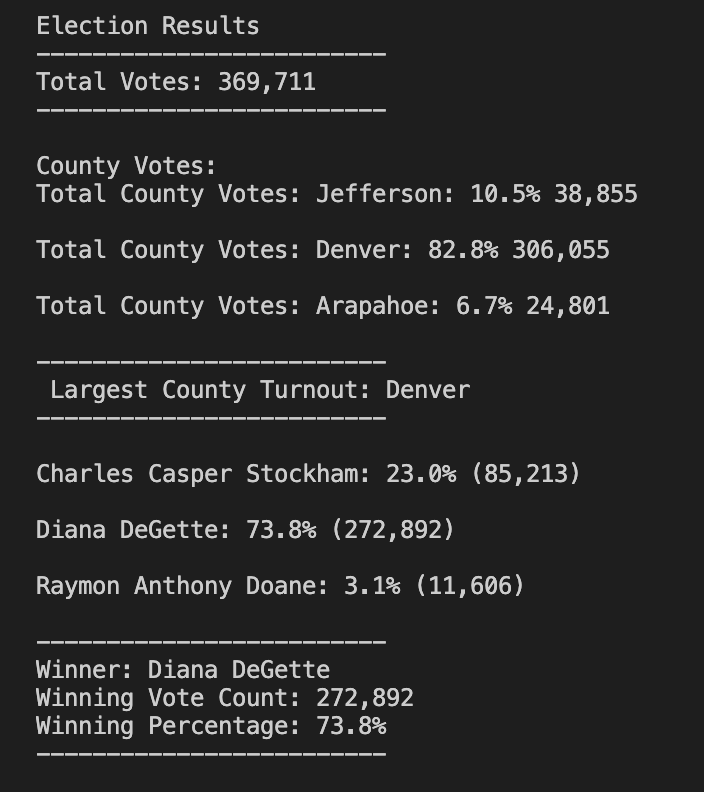 Election Results
-------------------------
Total Votes: 369,711
-------------------------
County Votes:
Total County Votes: Jefferson: 10.5% 38,855
Total County Votes: Denver: 82.8% 306,055
Total County Votes: Arapahoe: 6.7% 24,801
-------------------------
Largest County Turnout: Denver
-------------------------
Charles Casper Stockham: 23.0% (85,213)
Diana DeGette: 73.8% (272,892)
Raymon Anthony Doane: 3.1% (11,606)
-------------------------
Winner: Diana DeGette
Winning Vote Count: 272,892
Winning Percentage: 73.8%
-------------------------